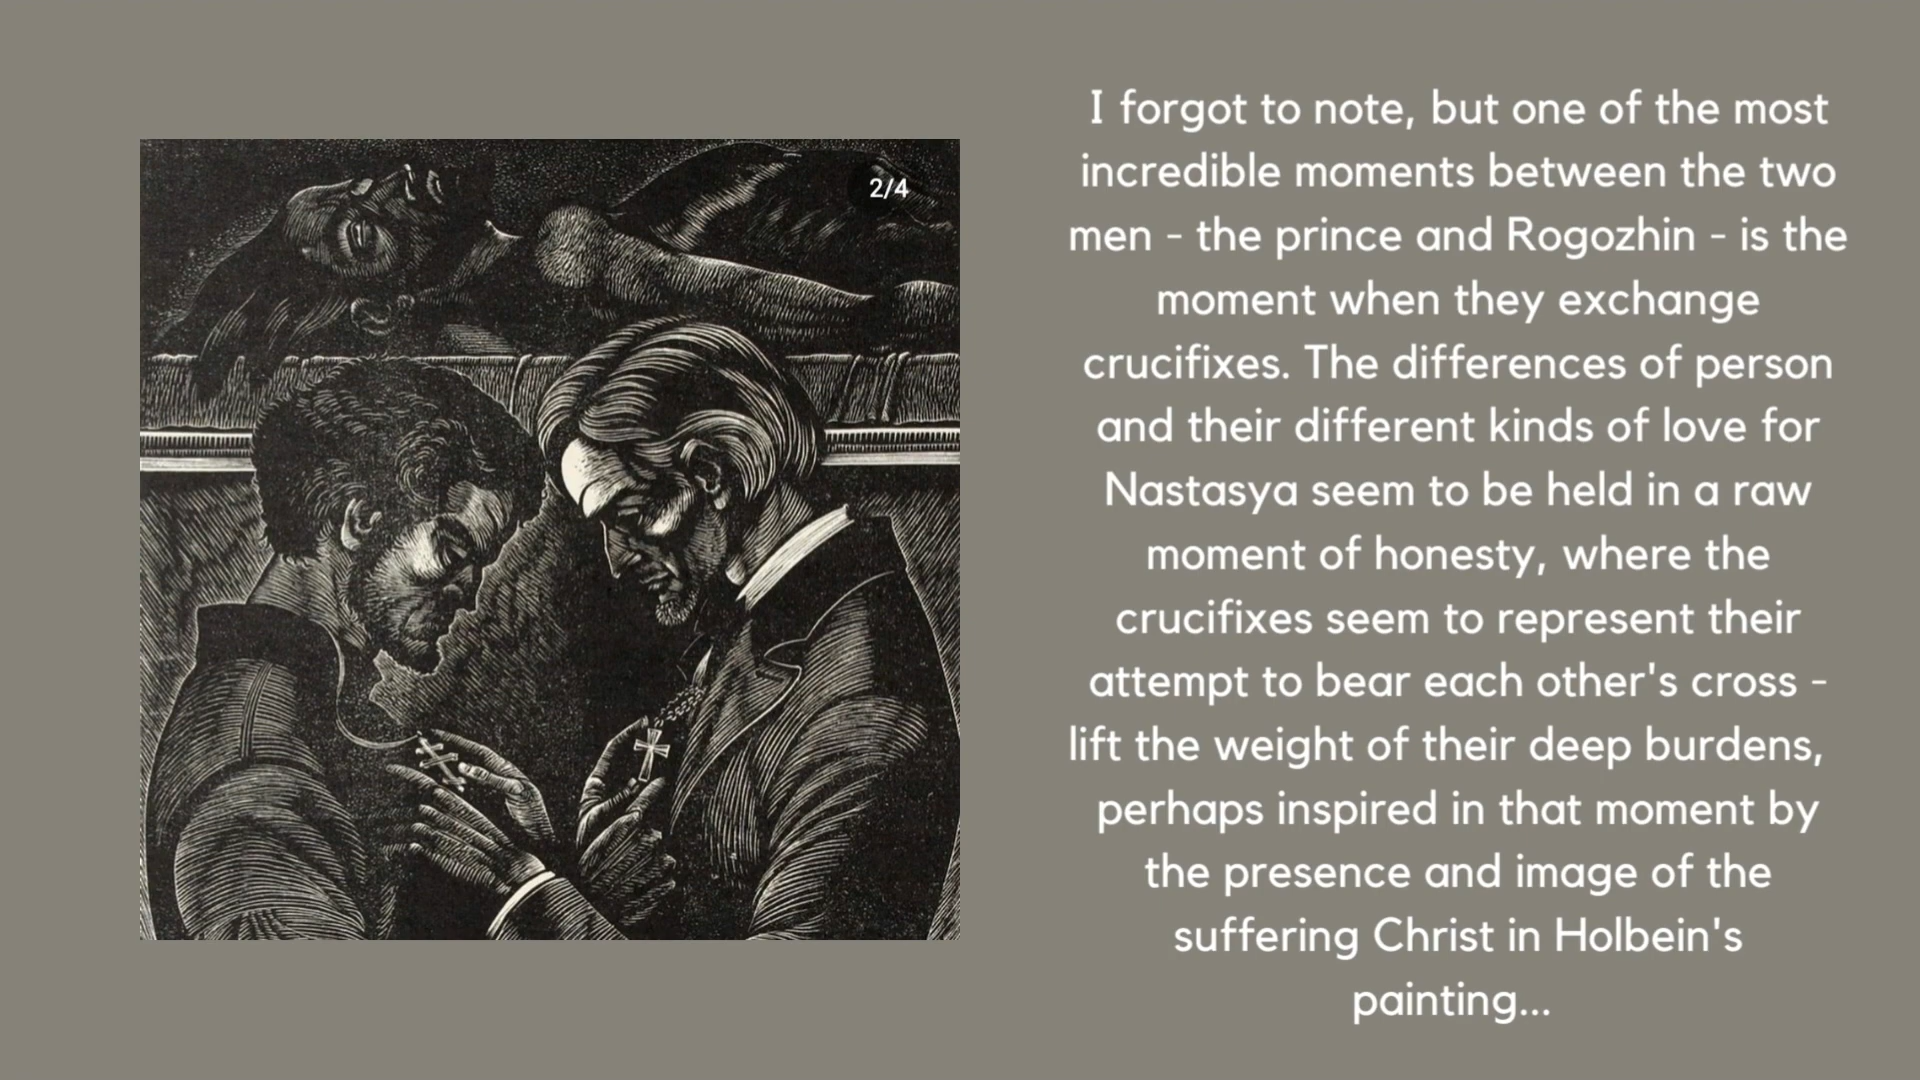 2/4
I forgot to note, but one of the most
incredible moments between the two
men - the prince and Rogozhin - is the
moment when they exchange
crucifixes. The differences of person
and their different kinds of love for
Nastasya seem to be held in a raw
moment of honesty, where the
crucifixes seem to represent their
attempt to bear each other's cross -
lift the weight of their deep burdens,
perhaps inspired in that moment by
the presence and image of the
suffering Christ in Holbein's
painting...